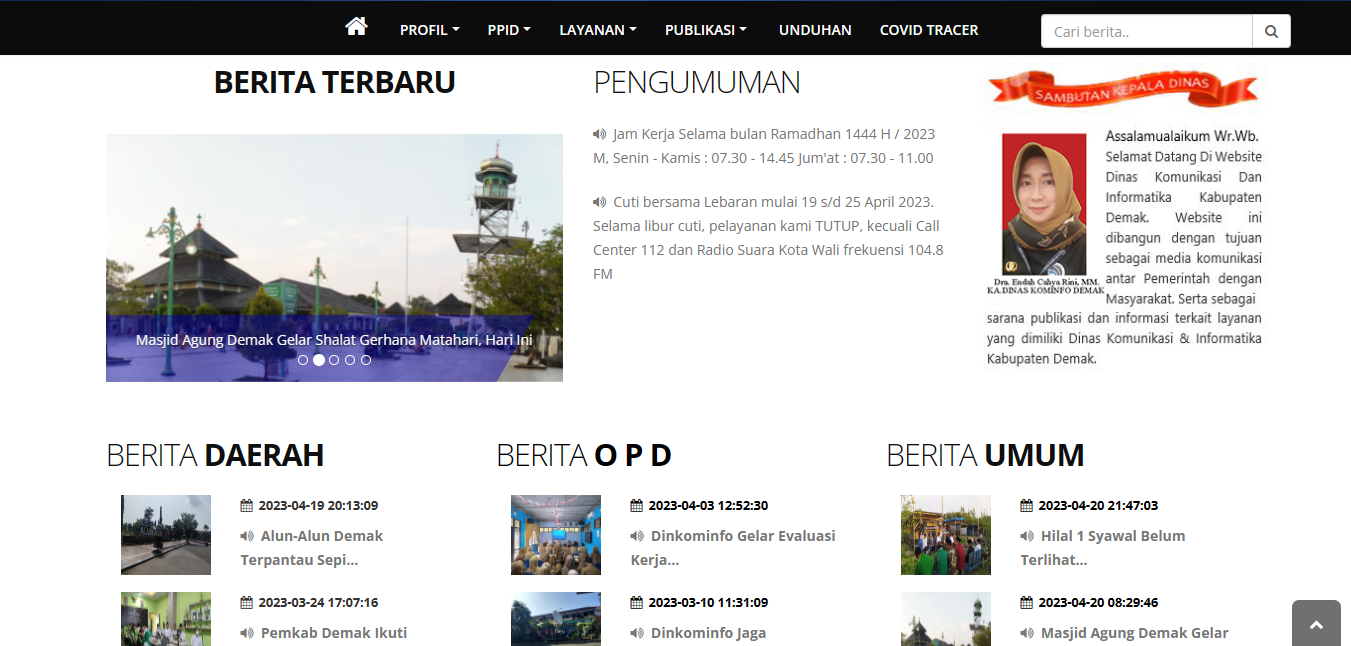 PROFIL
PPID
LAYANAN
PUBLIKASI
UNDUHAN
COVID TRACER
Cari berita..
BERITA TERBARU
Masjid Agung Demak Gelar Shalat Gerhana Matahari, Hari Ini
PENGUMUMAN
Jam Kerja Selama bulan Ramadhan 1444 H / 2023
M, Senin - Kamis : 07.30 - 14.45 Jum'at : 07.30 - 11.00
Cuti bersama Lebaran mulai 19 s/d 25 April 2023.
Selama libur cuti, pelayanan kami TUTUP, kecuali Call
Center 112 dan Radio Suara Kota Wali frekuensi 104.8
FM
SAMBUTAN KEPALA DINAS
Assalamualaikum Wr.Wb.
Selamat Datang Di Website
Dinas Komunikasi Dan
Informatika Kabupaten
Demak. Website ini
dibangun dengan tujuan
sebagai media komunikasi
antar Pemerintah dengan
Masyarakat. Serta sebagai
sarana publikasi dan informasi terkait layanan
yang dimiliki Dinas Komunikasi & Informatika
Kabupaten Demak.
Dra. Endah Cahya Rini, MM.
KA.DINAS KOMINFO DEMAK
BERITA DAERAH
2023-04-19 20:13:09
Alun-Alun Demak
Terpantau Sepi...
2023-03-24 17:07:16
Pemkab Demak Ikuti
BERITA O P D
2023-04-03 12:52:30
Dinkominfo Gelar Evaluasi
Kerja...
2023-03-10 11:31:09
Dinkominfo Jaga
BERITA UMUM
2023-04-20 21:47:03
Hilal 1 Syawal Belum
Terlihat...
2023-04-20 08:29:46
Masjid Agung Demak Gelar